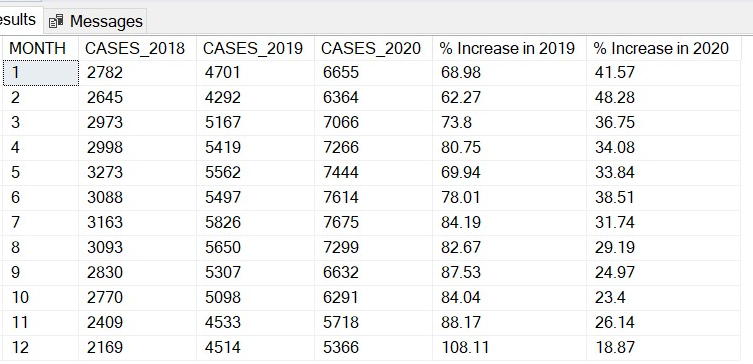 esults Messages
MONTH CASES_2018 CASES_2019 CASES_2020 % Increase in 2019 % Increase in 2020
1 2782 4701 6655 68.98 41.57
2 2645 4292 6364 62.27 48.28
3 2973 5167 7066 73.8 36.75
4 2998 5419 7266 80.75 34.08
5 3273 5562 7444 69.94 33.84
6 3088 5497 7614 78.01 38.51
7 3163 5826 7675 84.19 31.74
8 3093 5650 7299 82.67 29.19
9 2830 5307 6632 87.53 24.97
10 2770 5098 6291 84.04 23.4
11 2409 4533 5718 88.17 26.14
12 2169 4514 5366 108.11 18.87